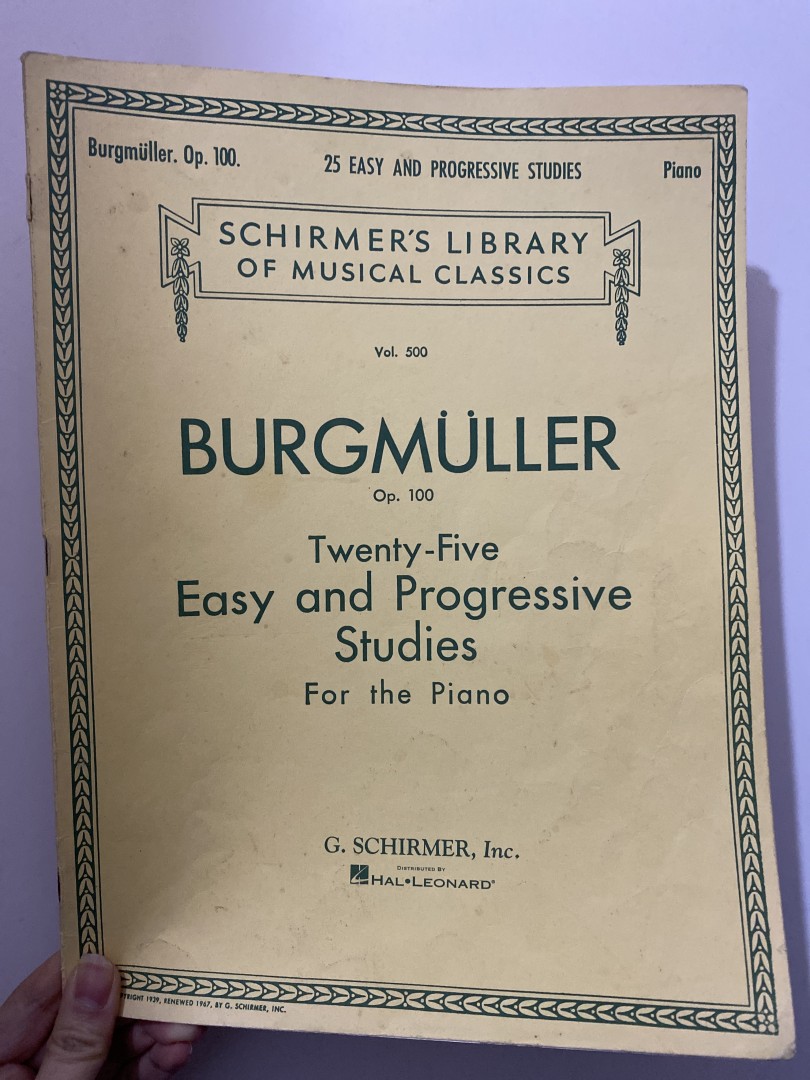 Burgmüller. Op. 100. 25 EASY AND PROGRESSIVE STUDIES Piano
SCHIRMER'S LIBRARY
OF MUSICAL CLASSICS
Vol. 500
BURGMÜLLER
Op. 100
Twenty-Five
Easy and Progressive
Studies
For the Piano
G. SCHIRMER, Inc.
DISTRIBUTED BY
HAL•LEONARD®
1939, RENEWED 1967, BY G. SCHIRMER, INC.